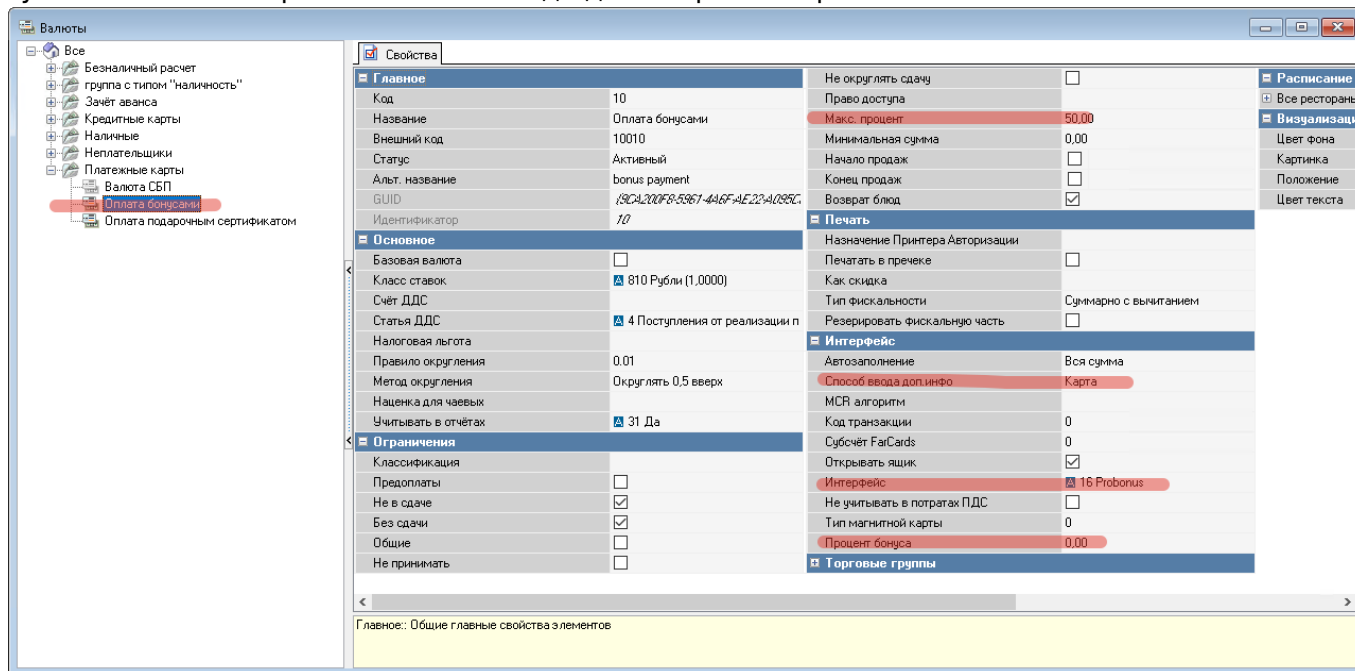 Валюты
Все
Безналичный расчет
группа с типом "наличность"
Зачёт аванса
Кредитные карты
Наличные
Неплательщики
Платежные карты
Валюта СБП
Оплата бонусами
Оплата подарочным сертификатом
Свойства
Главное
Код 10
Название Оплата бонусами
Внешний код 10010
Статус Активный
Альт. название bonus payment
GUID {9CA200F8-5961-4A6F-AE22-A095C
Идентификатор 10
Основное
Базовая валюта
Класс ставок 810 Рубли (1,0000)
Счёт ДДС
Статья ДДС 4 Поступления от реализации п
Налоговая льгота
Правило округления 0.01
Метод округления Округлять 0,5 вверх
Наценка для чаевых
Учитывать в отчётах 31 Да
Ограничения
Классификация
Предоплаты
Не в сдаче
Без сдачи
Общие
Не принимать
Не округлять сдачу
Право доступа
Макс. процент 50,00
Минимальная сумма 0,00
Начало продаж
Конец продаж
Возврат блюд
Печать
Назначение Принтера Авторизации
Печатать в пречеке
Как скидка
Тип фискальности Суммарно с вычитанием
Резерировать фискальную часть
Интерфейс
Автозаполнение Вся сумма
Способ ввода доп.инфо Карта
MCR алгоритм
Код транзакции 0
Субсчёт FarCards 0
Открывать ящик
Интерфейс 16 Probonus
Не учитывать в потратах ПДС
Тип магнитной карты 0
Процент бонуса 0,00
Торговые группы
Расписание
Все рестораны
Визуализаци
Цвет фона
Картинка
Положение
Цвет текста
Главное:: Общие главные свойства элементов